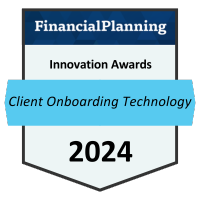 FinancialPlanning
Innovation Awards
Client Onboarding Technology
2024